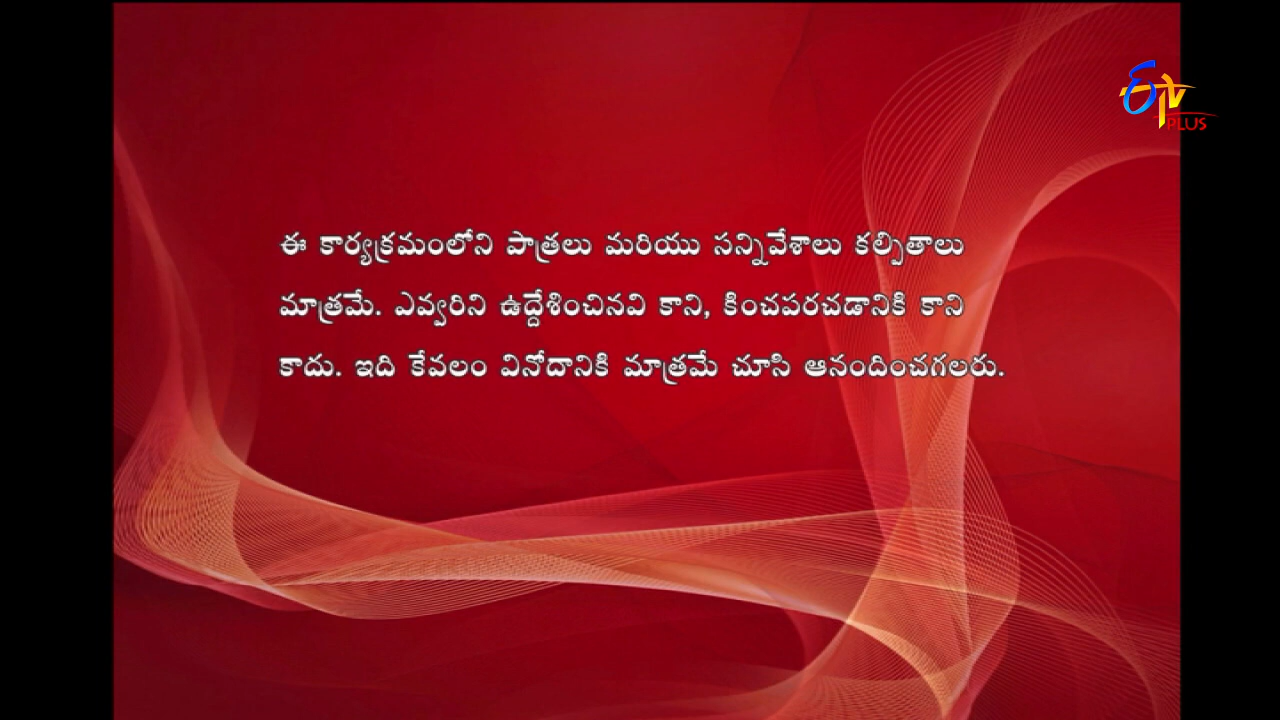 ETV
PLUS
ఈ కార్యక్రమంలోని పాత్రలు మరియు సన్నివేశాలు కల్పితాలు
మాత్రమే. ఎవ్వరిని ఉద్దేశించినవి కాని, కించపరచడానికి కాని
కాదు. ఇది కేవలం వినోదానికి మాత్రమే చూసి ఆనందించగలరు.